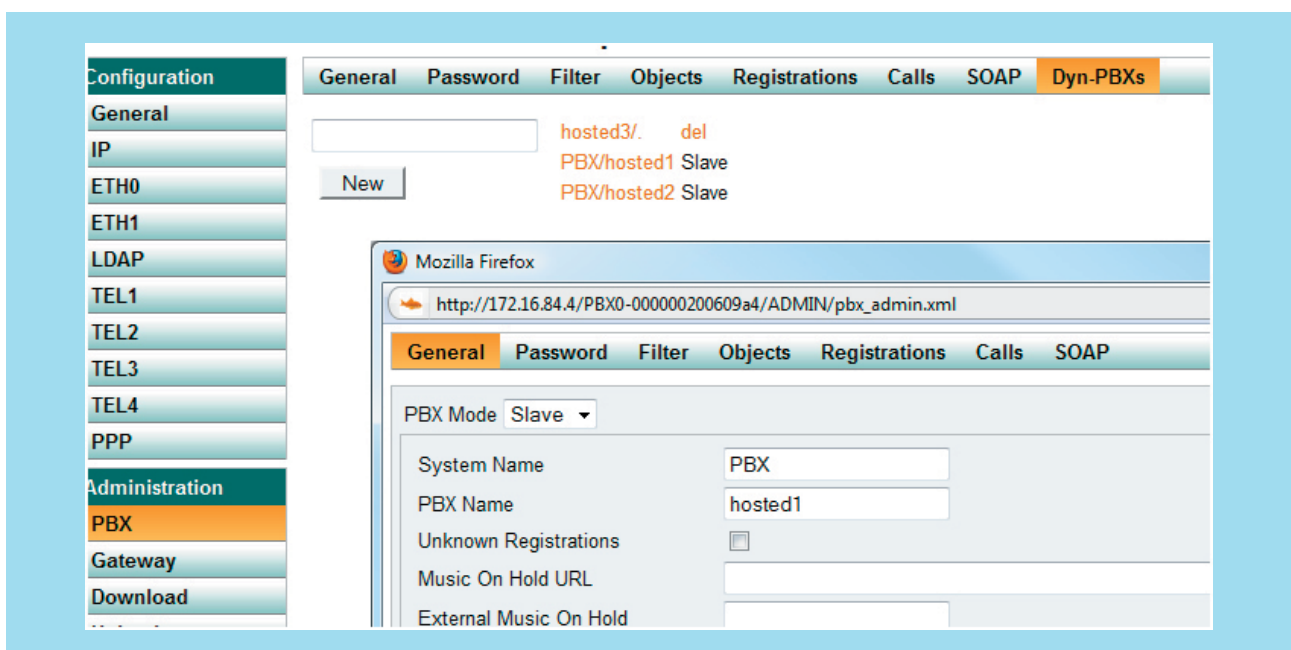 Configuration
General Password Filter Objects Registrations Calls SOAP Dyn-PBXs
General
IP
ETH0
ETH1
LDAP
TEL1
TEL2
TEL3
TEL4
PPP
Administration
PBX
Gateway
Download
hosted3/. del
PBX/hosted1 Slave
New
PBX/hosted2 Slave
Mozilla Firefox
http://172.16.84.4/PBX0-000000200609a4/ADMIN/pbx_admin.xml
General Password Filter Objects Registrations Calls SOAP
PBX Mode Slave
System Name PBX
PBX Name hosted1
Unknown Registrations
Music On Hold URL
External Music On Hold